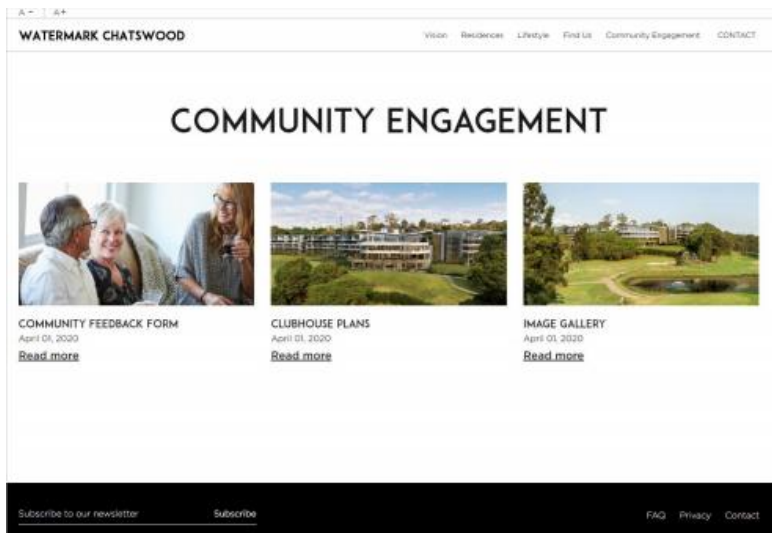 A - A+
WATERMARK CHATSWOOD
Vision Residences Lifestyle Find Us Community Engagement CONTACT
COMMUNITY ENGAGEMENT
COMMUNITY FEEDBACK FORM
April 01, 2020
Read more
CLUBHOUSE PLANS
April 01, 2020
Read more
IMAGE GALLERY
April 01, 2020
Read more
Subscribe to our newsletter Subscribe
FAQ Privacy Contact